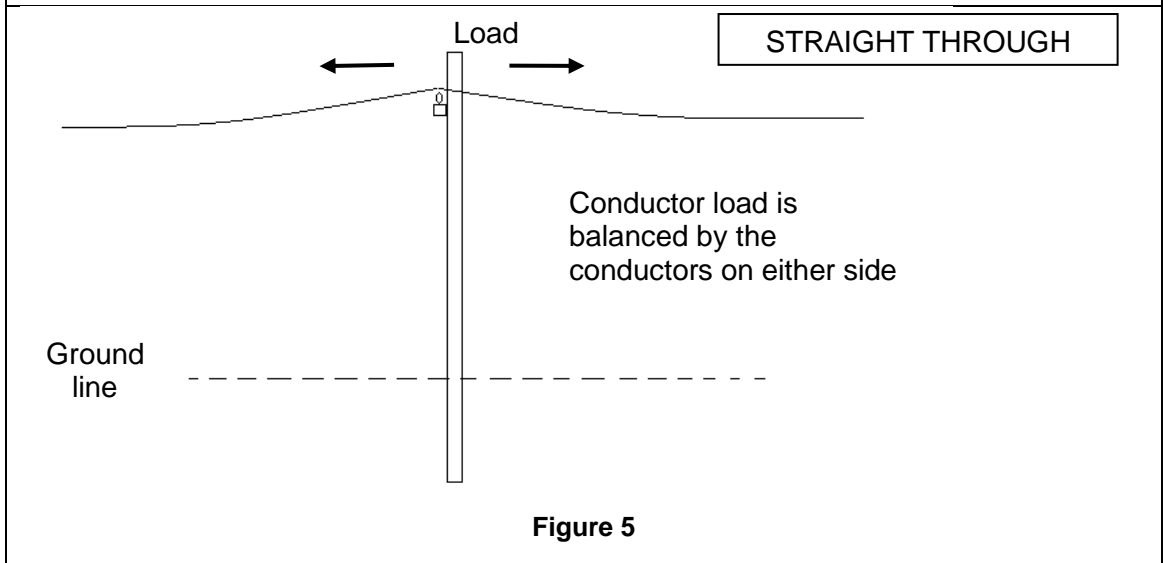 Load
STRAIGHT THROUGH
Conductor load is
balanced by the
conductors on either side
Ground
line
Figure 5